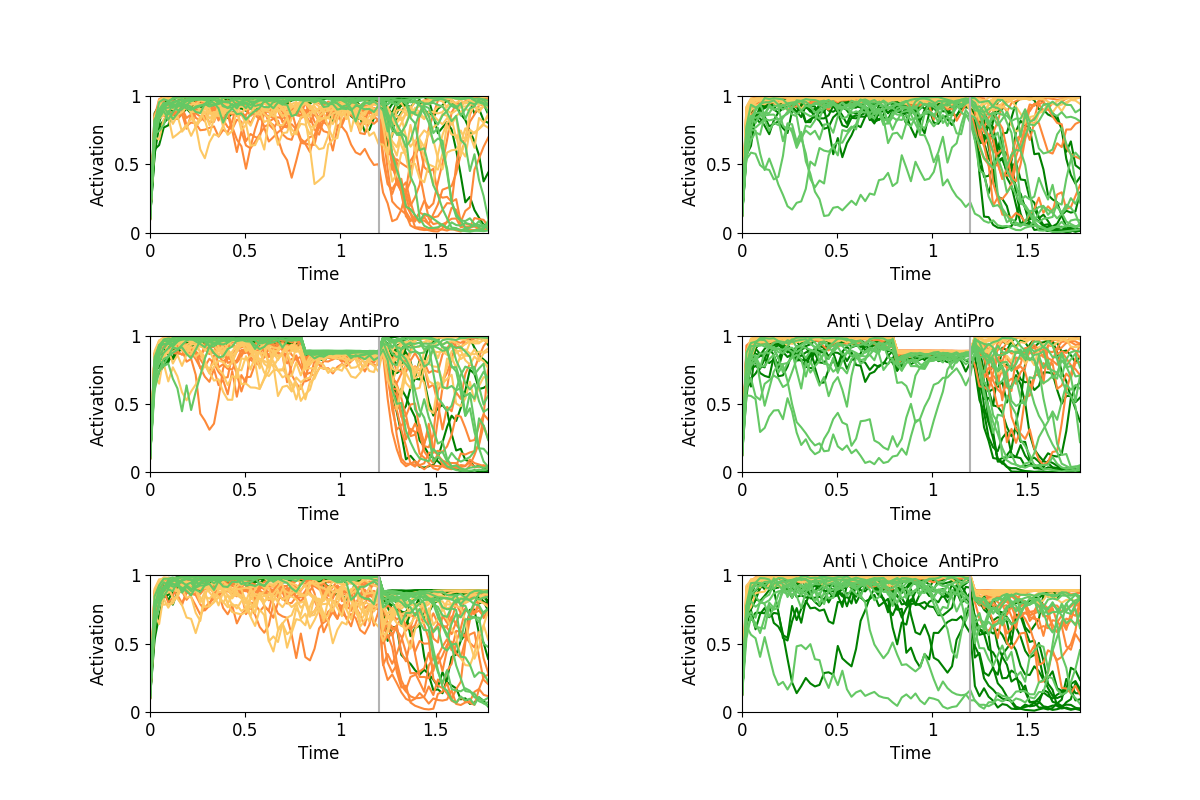 Pro \ Control  AntiPro
Anti \ Control  AntiPro
1
0.5
0
Activation
0
0.5
1
1.5
Time
1
0.5
0
Activation
0
0.5
1
1.5
Time
Pro \ Delay  AntiPro
Anti \ Delay  AntiPro
1
0.5
0
Activation
0
0.5
1
1.5
Time
1
0.5
0
Activation
0
0.5
1
1.5
Time
Pro \ Choice  AntiPro
Anti \ Choice  AntiPro
1
0.5
0
Activation
0
0.5
1
1.5
Time
1
0.5
0
Activation
0
0.5
1
1.5
Time